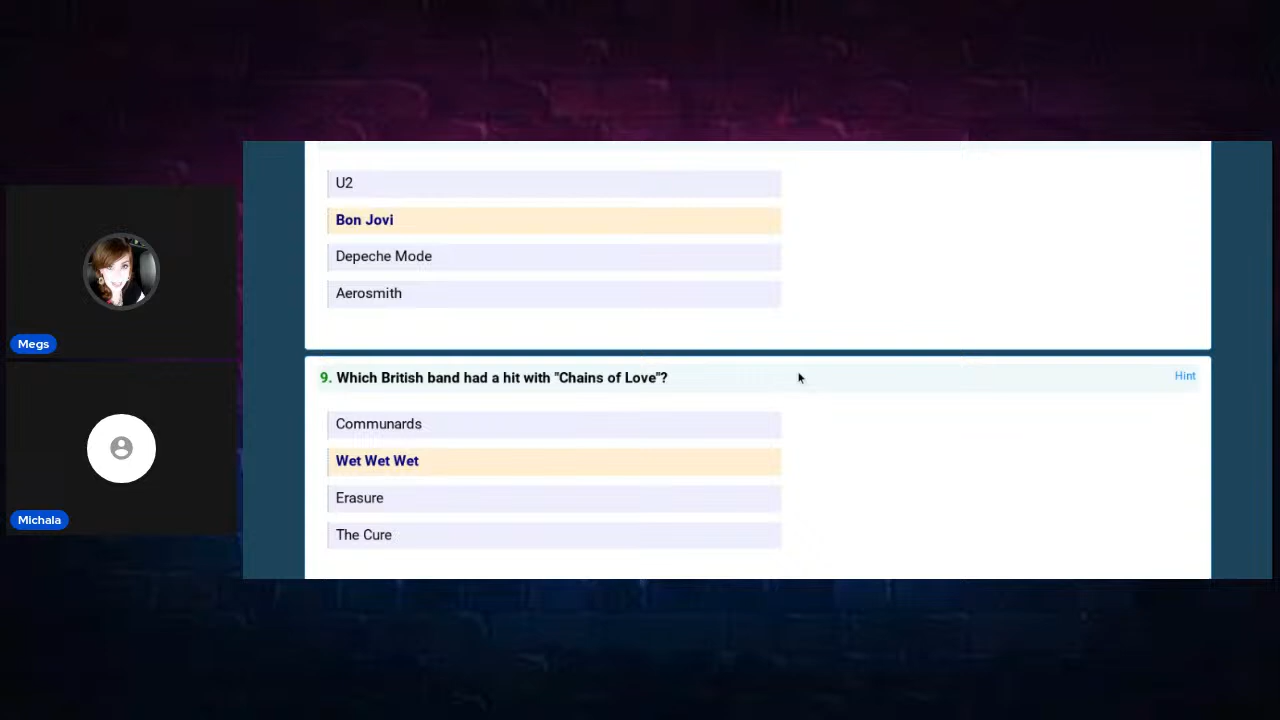 U2
Bon Jovi
Depeche Mode
Aerosmith
Megs
9. Which British band had a hit with "Chains of Love"?
Hint
Communards
Wet Wet Wet
Erasure
The Cure
Michala